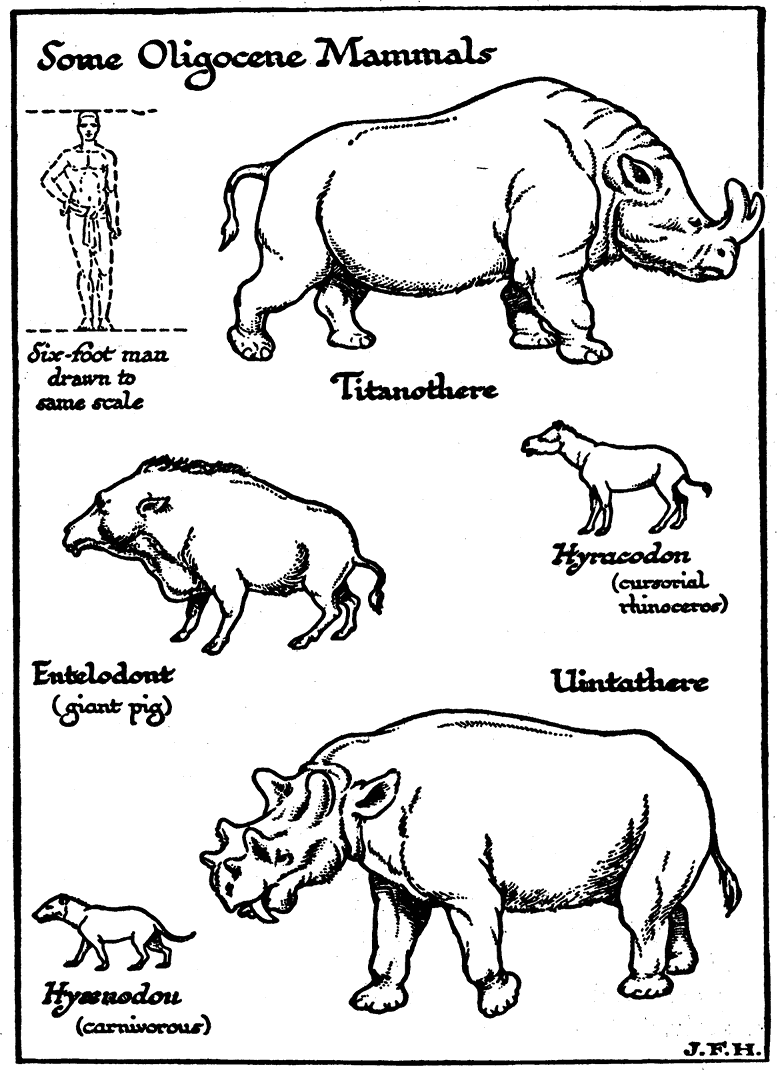 Some Oligocene Mammals
Six-foot man
drawn to
same scale
Titanothere
Hyracodon
(cursorial
rhinoceros)
Entelodont
(giant pig)
Uintathere
Hyænodon
(carnivorous)
J.F.H.